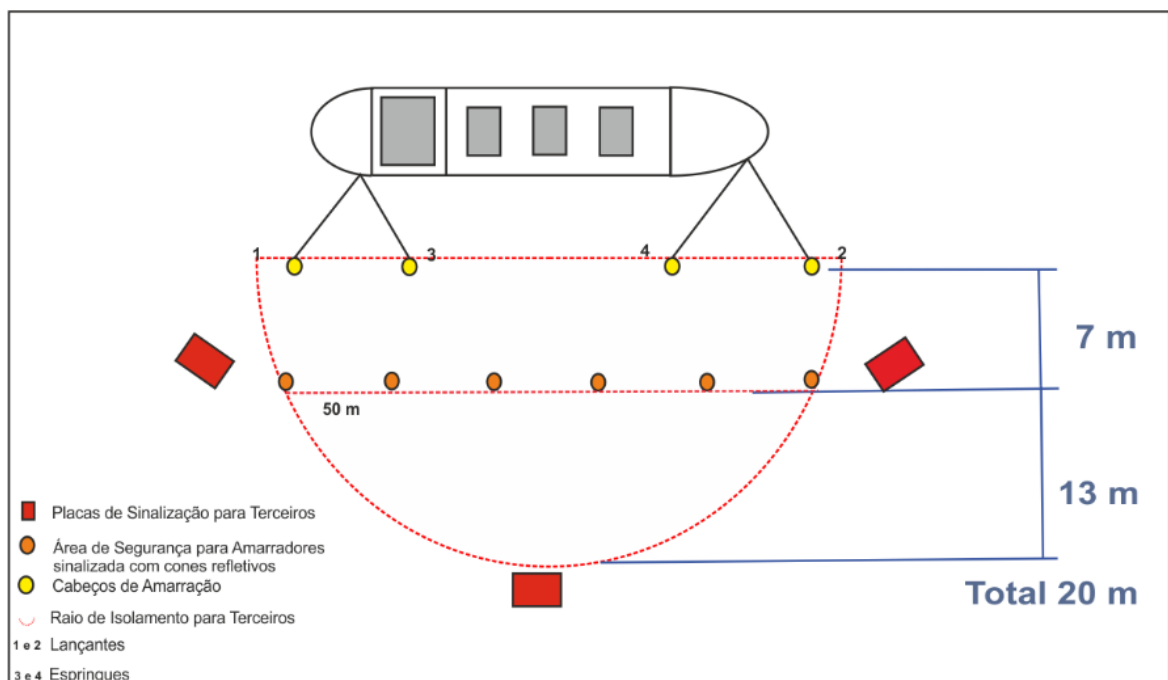 1
3
4
2
7 m
50 m
13 m
Total 20 m
Placas de Sinalização para Terceiros
Área de Segurança para Amarradores
sinalizada com cones refletivos
Cabeços de Amarração
Raio de Isolamento para Terceiros
1 e 2 Lançantes
3 e 4 Espringues